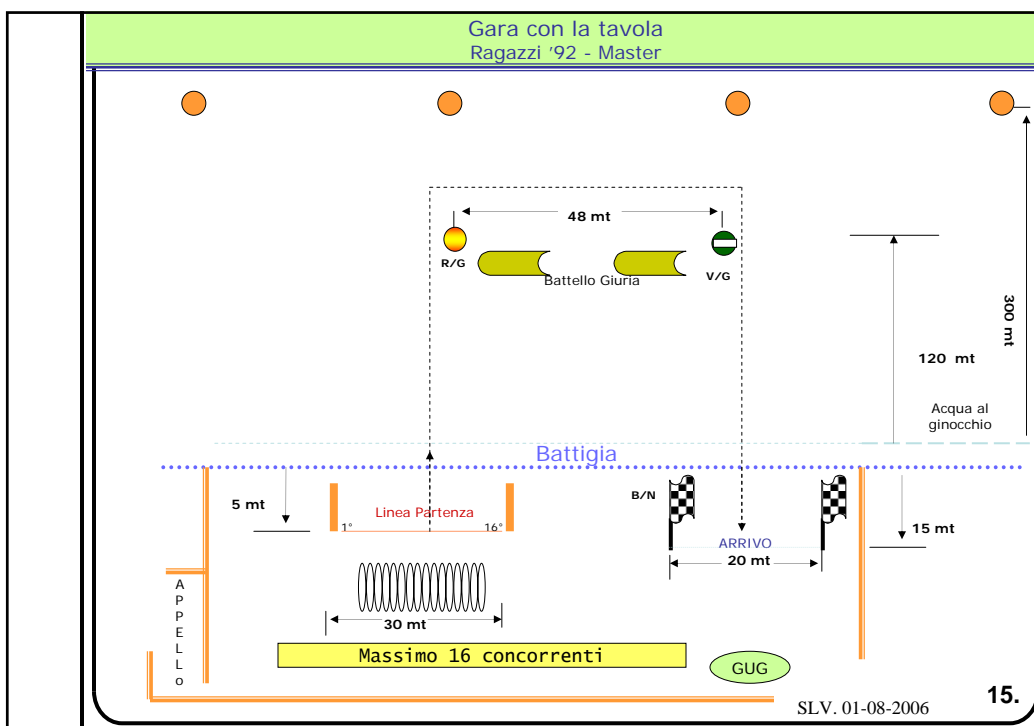 Gara con la tavola
Ragazzi '92 - Master
48 mt
R/G
V/G
Battello Giuria
300 mt
120 mt
Acqua al
ginocchio
Battigia
5 mt
B/N
Linea Partenza
1°
16°
15 mt
ARRIVO
20 mt
APPELLO
30 mt
Massimo 16 concorrenti
GUG
SLV. 01-08-2006
15.